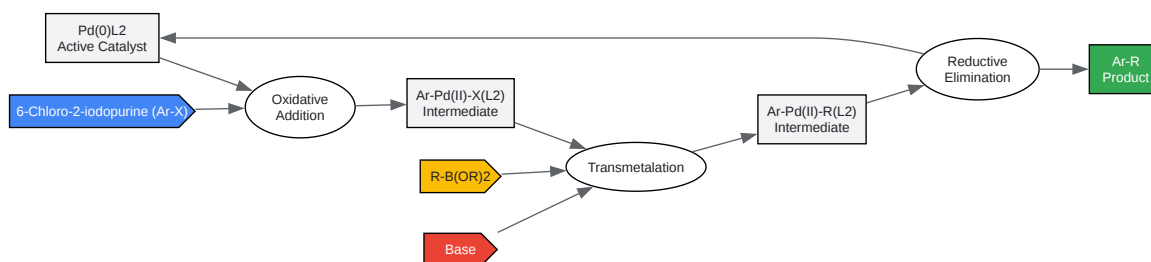 Pd(0)L2
Active Catalyst
6-Chloro-2-iodopurine (Ar-X)
Oxidative
Addition
Ar-Pd(II)-X(L2)
Intermediate
R-B(OR)2
Base
Transmetalation
Ar-Pd(II)-R(L2)
Intermediate
Reductive
Elimination
Ar-R
Product